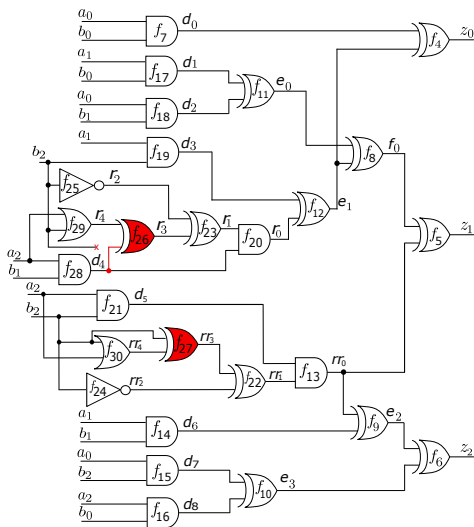 a₀ d₀ z₀
b₀ f₇ f₄
a₁ d₁
b₀ f₁₇ e₀
f₁₁
a₀ d₂
b₁ f₁₈
a₁ d₃ f₀
b₂ f₁₉ f₈
r₂
f₂₅ f₁₂ e₁
r₄ r₁ r₀ z₁
f₂₉ f₂₆ r₃ f₂₃ f₂₀ f₅
a₂ d₄
b₁ f₂₈
a₂ d₅
b₂ f₂₁
rr₄ rr₃ rr₀
f₃₀ f₂₇ f₁₃
rr₂ rr₁
f₂₄ f₂₂
a₁ d₆ e₂
b₁ f₁₄ f₉
a₀ d₇ z₂
b₂ f₁₅ f₆
e₃
f₁₀
a₂ d₈
b₀ f₁₆